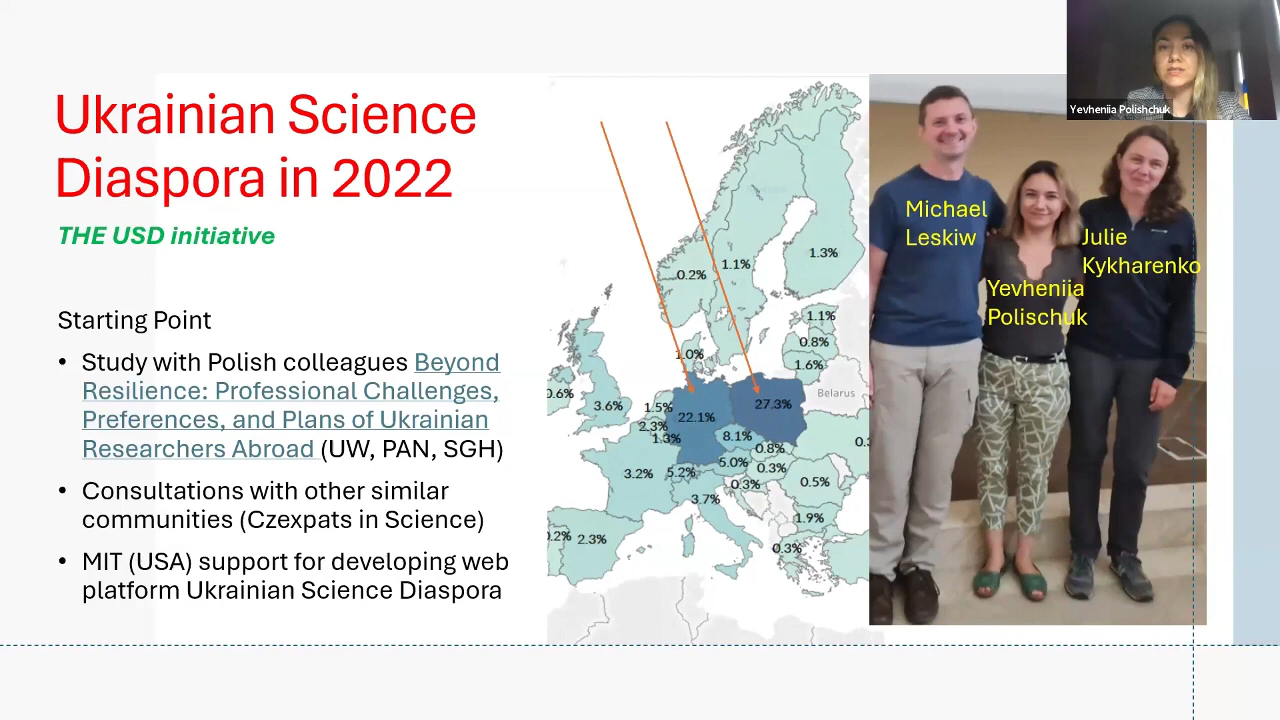 Ukrainian Science
Diaspora in 2022
THE USD initiative
Starting Point
• Study with Polish colleagues Beyond
Resilience: Professional Challenges,
Preferences, and Plans of Ukrainian
Researchers Abroad (UW, PAN, SGH)
• Consultations with other similar
communities (Czexpats in Science)
• MIT (USA) support for developing web
platform Ukrainian Science Diaspora
1.3%
1.1%
0.2%
1.1%
0.8%
1.0%
1.6%
Belarus
0.6%
3.6%
1.5%
22.1%
27.3%
2.3%
1.3%
8.1%
0.8%
5.0%
0.3%
3.2%
5.2%
0.3%
0.5%
3.7%
1.9%
2.3%
0.3%
Michael
Leskiw
Yevheniia
Polischuk
Julie
Kykharenko
Yevheniia Polishchuk